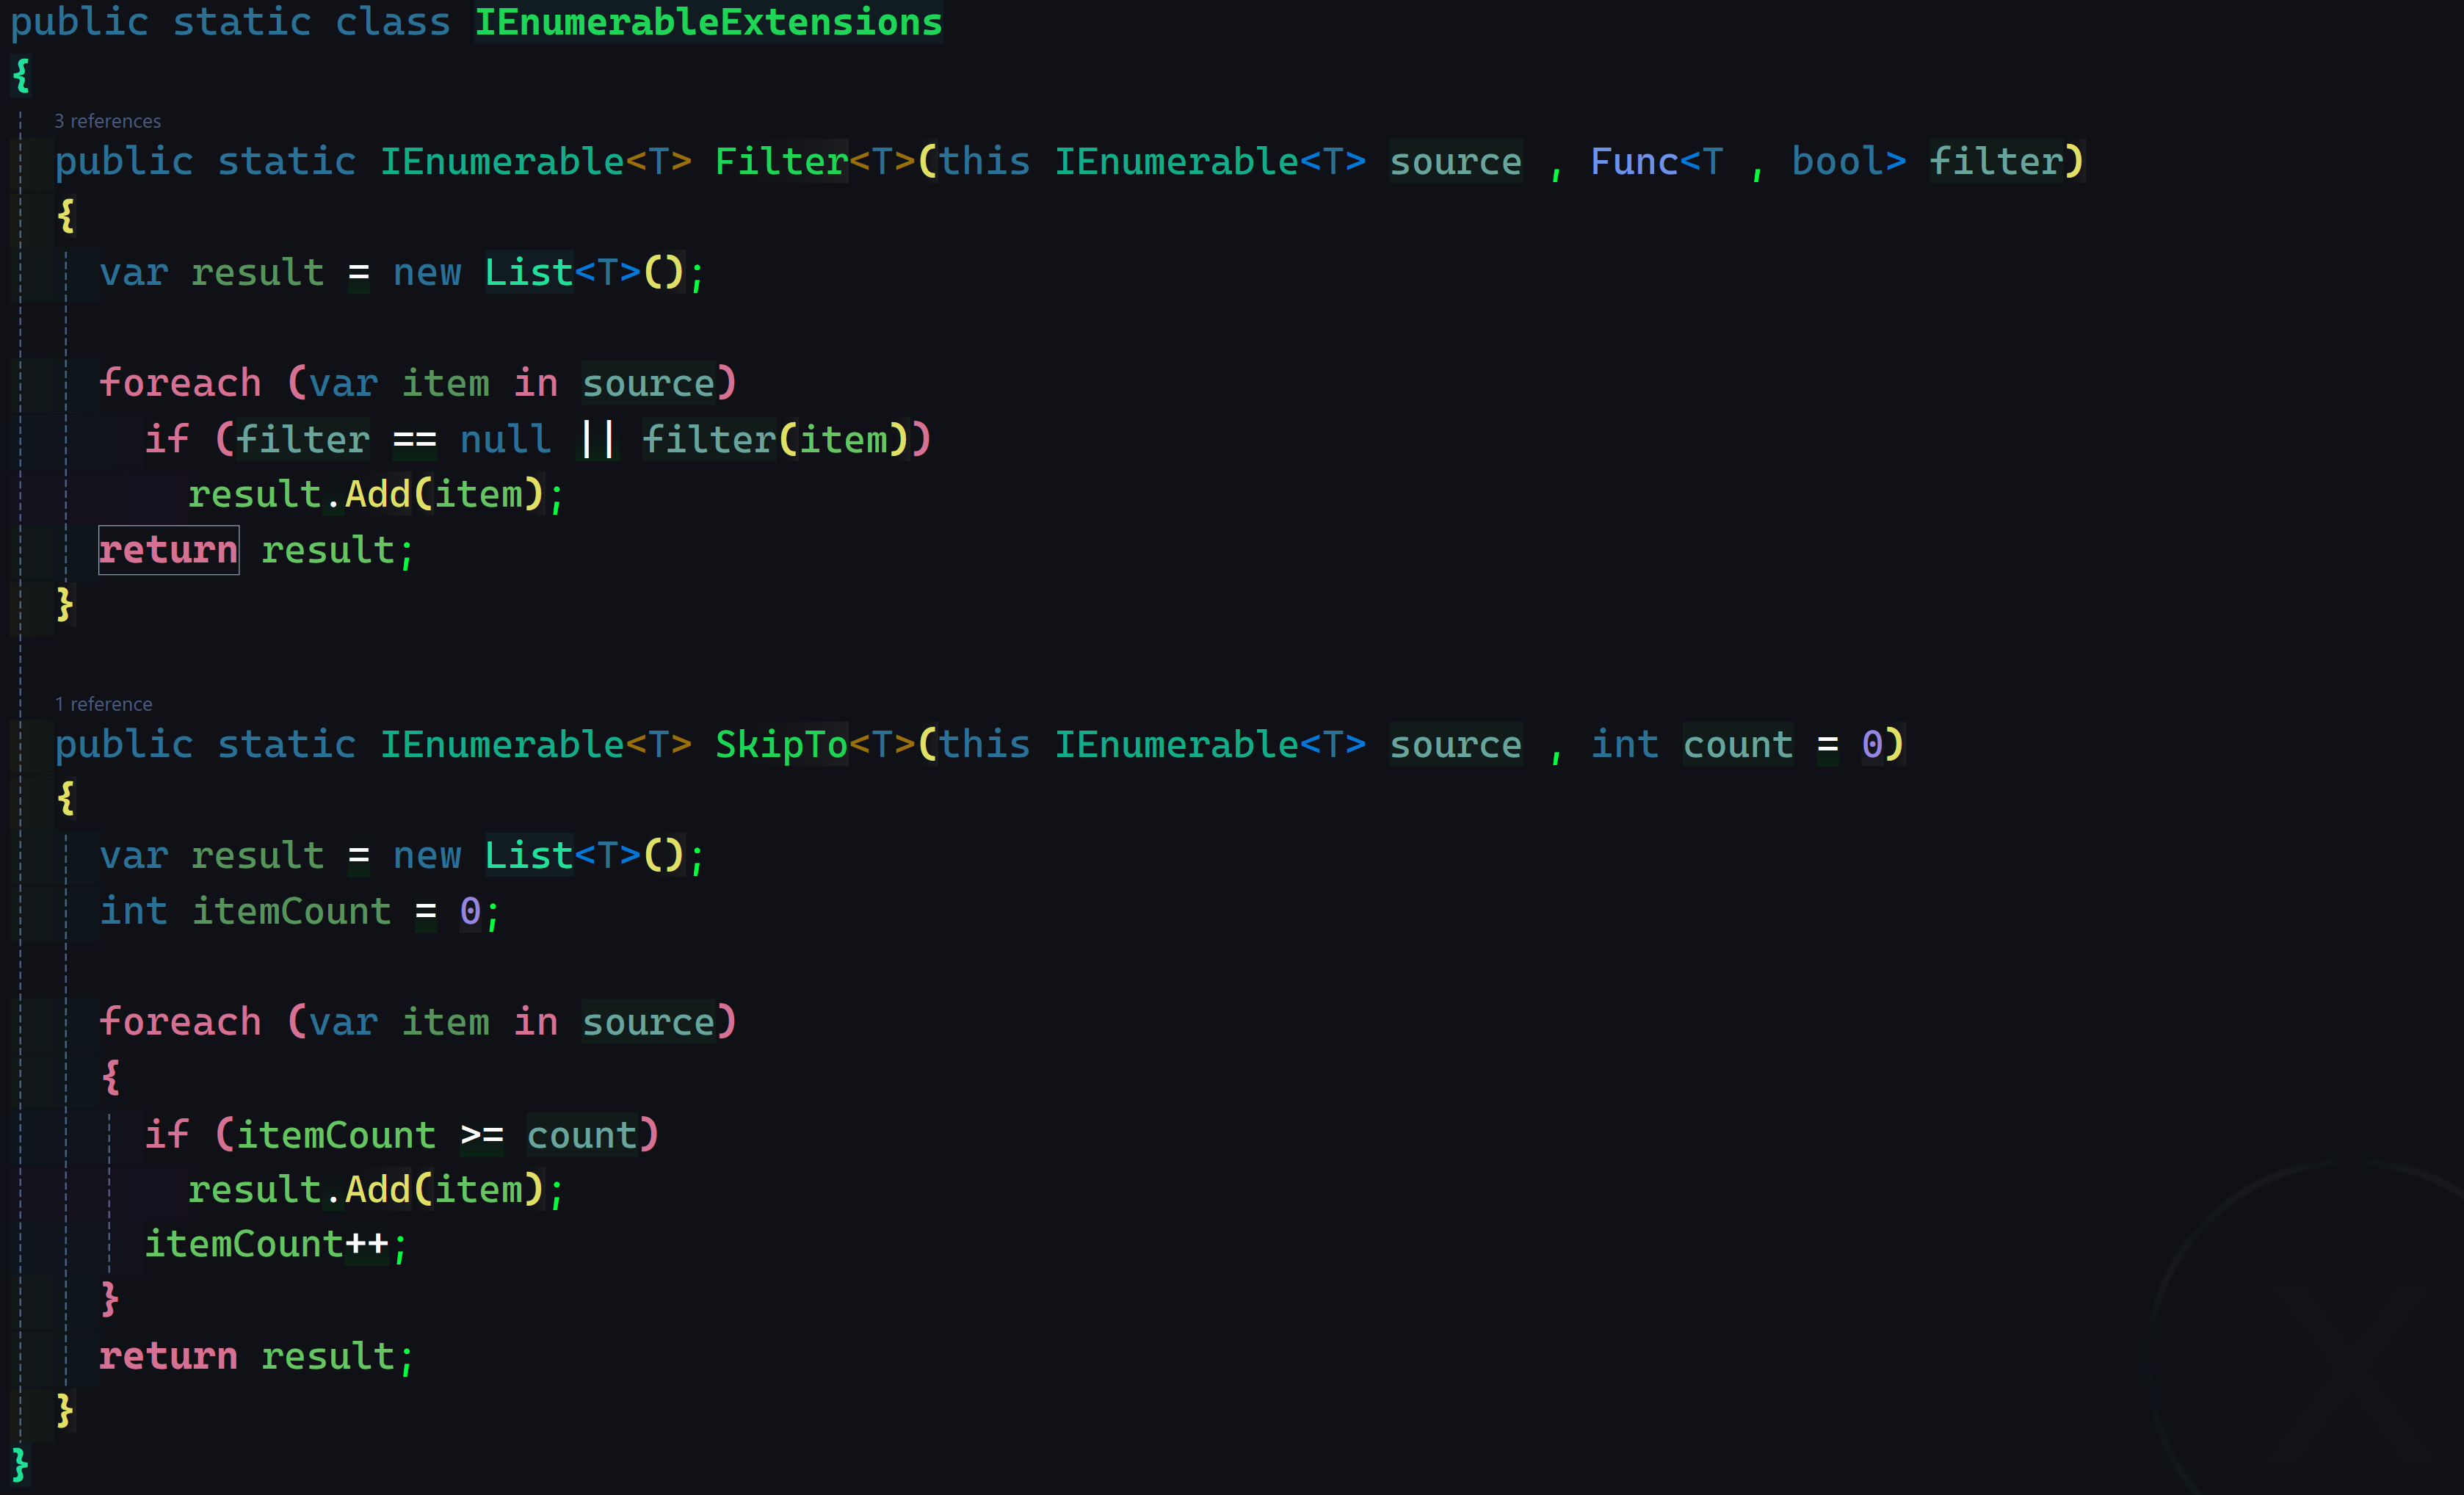 public static class IEnumerableExtensions
{
3 references
public static IEnumerable<T> Filter<T>(this IEnumerable<T> source , Func<T , bool> filter)
{
var result = new List<T>();
foreach (var item in source)
if (filter == null || filter(item))
result.Add(item);
return result;
}
1 reference
public static IEnumerable<T> SkipTo<T>(this IEnumerable<T> source , int count = 0)
{
var result = new List<T>();
int itemCount = 0;
foreach (var item in source)
{
if (itemCount >= count)
result.Add(item);
itemCount++;
}
return result;
}
}
X